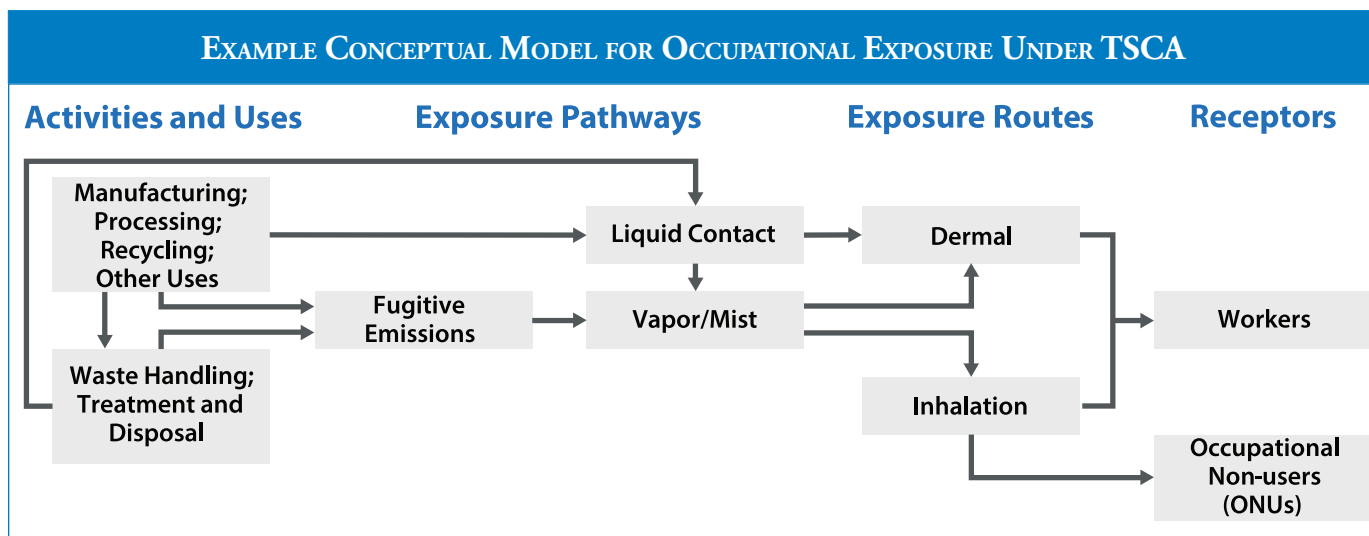 EXAMPLE CONCEPTUAL MODEL FOR OCCUPATIONAL EXPOSURE UNDER TSCA
Activities and Uses
Exposure Pathways
Exposure Routes
Receptors
Manufacturing;
Processing;
Recycling;
Other Uses
Liquid Contact
Dermal
Fugitive
Emissions
Vapor/Mist
Workers
Waste Handling;
Treatment and
Disposal
Inhalation
Occupational
Non-users
(ONUs)